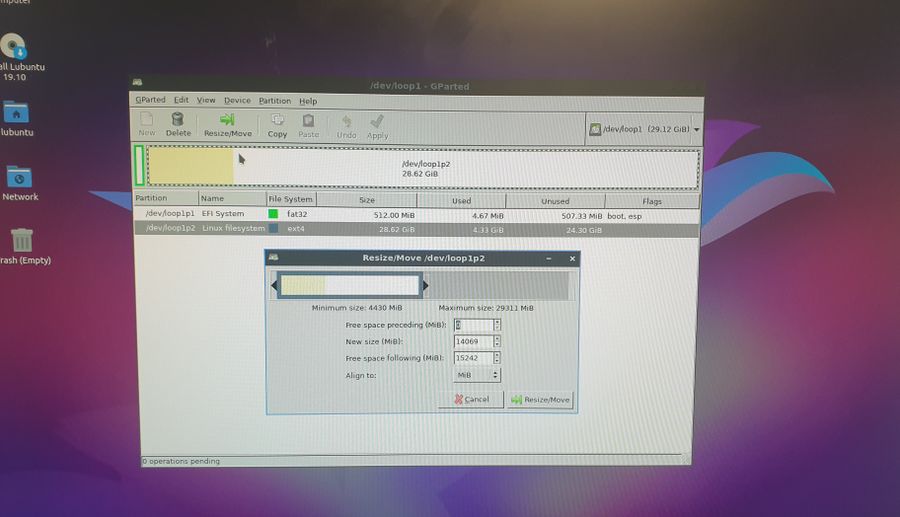 /dev/loop1 - GParted
GParted Edit View Device Partition Help
New Delete Resize/Move Copy Paste Undo Apply /dev/loop1 (29.12 GiB)
/dev/loop1p2
28.62 GiB
Partition Name File System Size Used Unused Flags
/dev/loop1p1 EFI System fat32 512.00 MiB 4.67 MiB 507.33 MiB boot, esp
/dev/loop1p2 Linux filesystem ext4 28.62 GiB 4.33 GiB 24.30 GiB
Resize/Move /dev/loop1p2
Minimum size: 4430 MiB Maximum size: 29311 MiB
Free space preceding (MiB): 0
New size (MiB): 14069
Free space following (MiB): 15242
Align to: MiB
Cancel Resize/Move
0 operations pending
mputer
all Lubuntu
19.10
lubuntu
Network
rash (Empty)